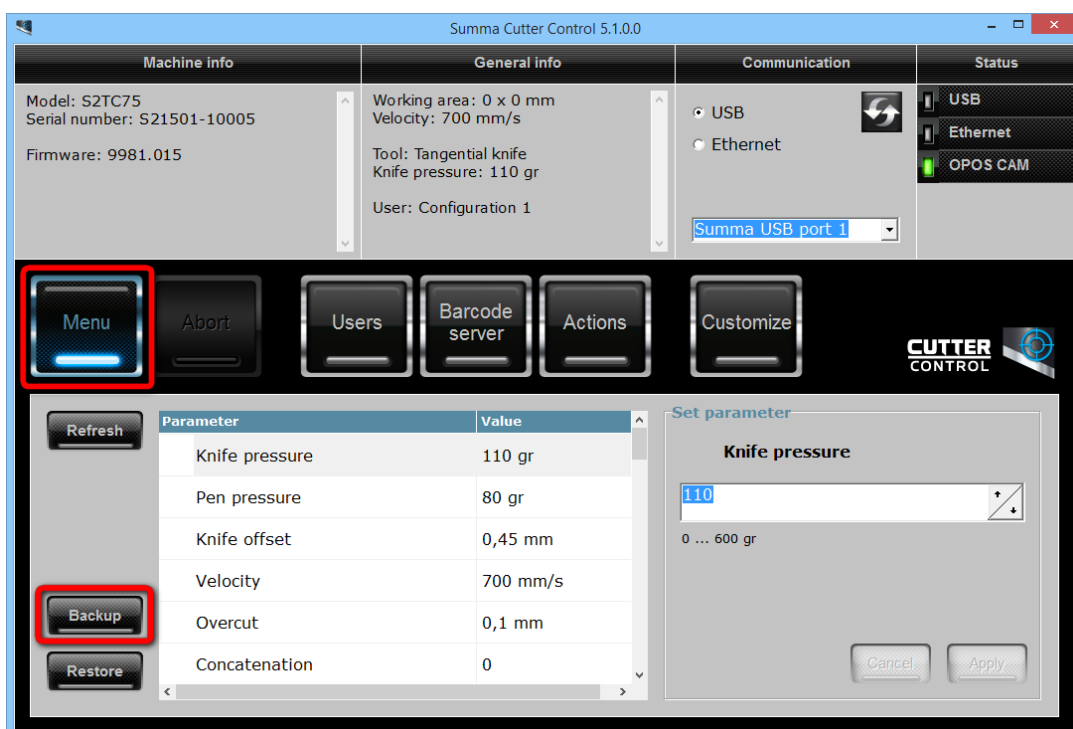 Summa Cutter Control 5.1.0.0
Machine info
General info
Communication
Status
Model: S2TC75
Serial number: S21501-10005
Firmware: 9981.015
Working area: 0 x 0 mm
Velocity: 700 mm/s
Tool: Tangential knife
Knife pressure: 110 gr
User: Configuration 1
USB
Ethernet
Summa USB port 1
USB
Ethernet
OPOS CAM
Menu
Abort
Users
Barcode
server
Actions
Customize
CUTTER
CONTROL
Refresh
Backup
Restore
Parameter Value
Knife pressure 110 gr
Pen pressure 80 gr
Knife offset 0,45 mm
Velocity 700 mm/s
Overcut 0,1 mm
Concatenation 0
Set parameter
Knife pressure
110
0 ... 600 gr
Cancel
Apply